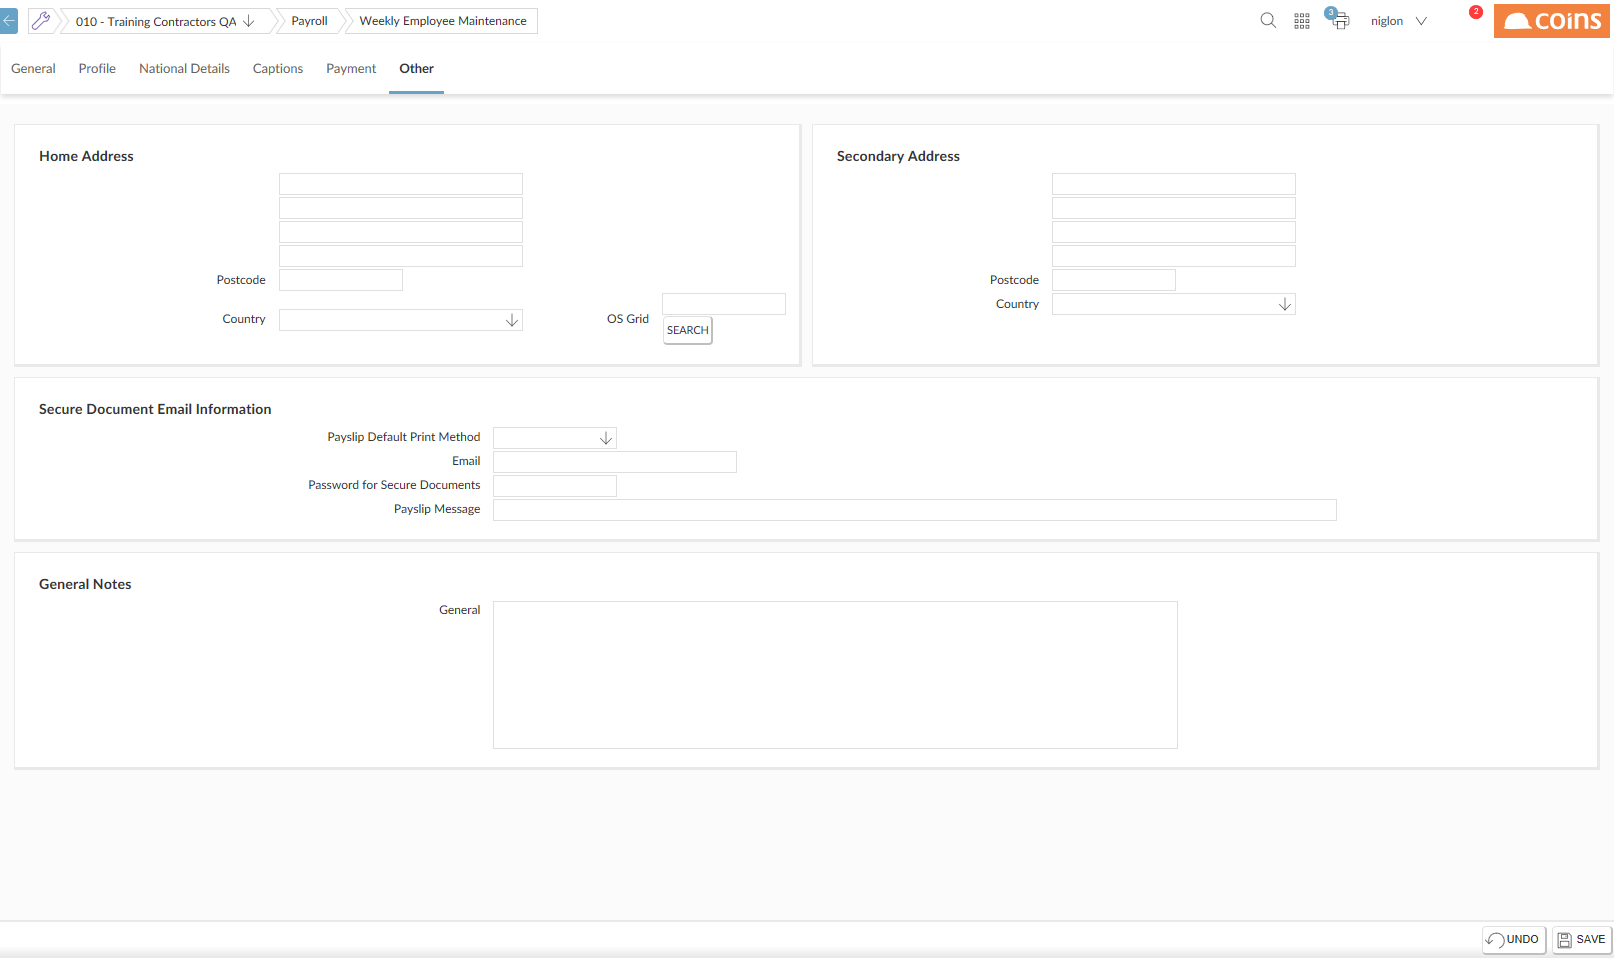 010 - Training Contractors QA Payroll Weekly Employee Maintenance 3 niglon 2 coins
General Profile National Details Captions Payment Other
Home Address
Postcode
Country
OS Grid
SEARCH
Secondary Address
Postcode
Country
Secure Document Email Information
Payslip Default Print Method
Email
Password for Secure Documents
Payslip Message
General Notes
General
UNDO SAVE